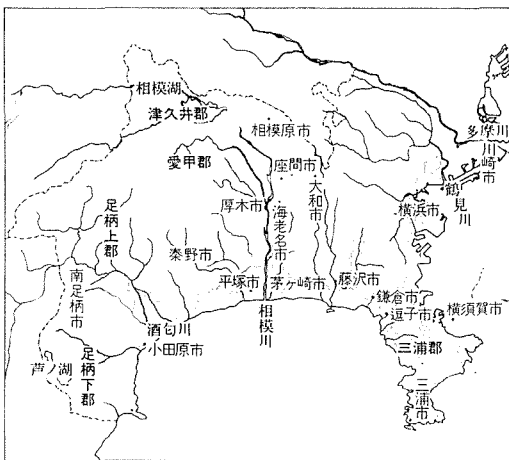 相模湖
津久井郡
相模原市
多摩川
川崎市
愛甲郡
座間市
大和市
鶴見川
厚木市
海老名市
横浜市
足柄上郡
秦野市
平塚市
茅ヶ崎市
藤沢市
鎌倉市
逗子市
横須賀市
南足柄市
酒匂川
相模川
小田原市
三浦郡
芦ノ湖
足柄下郡
三浦市